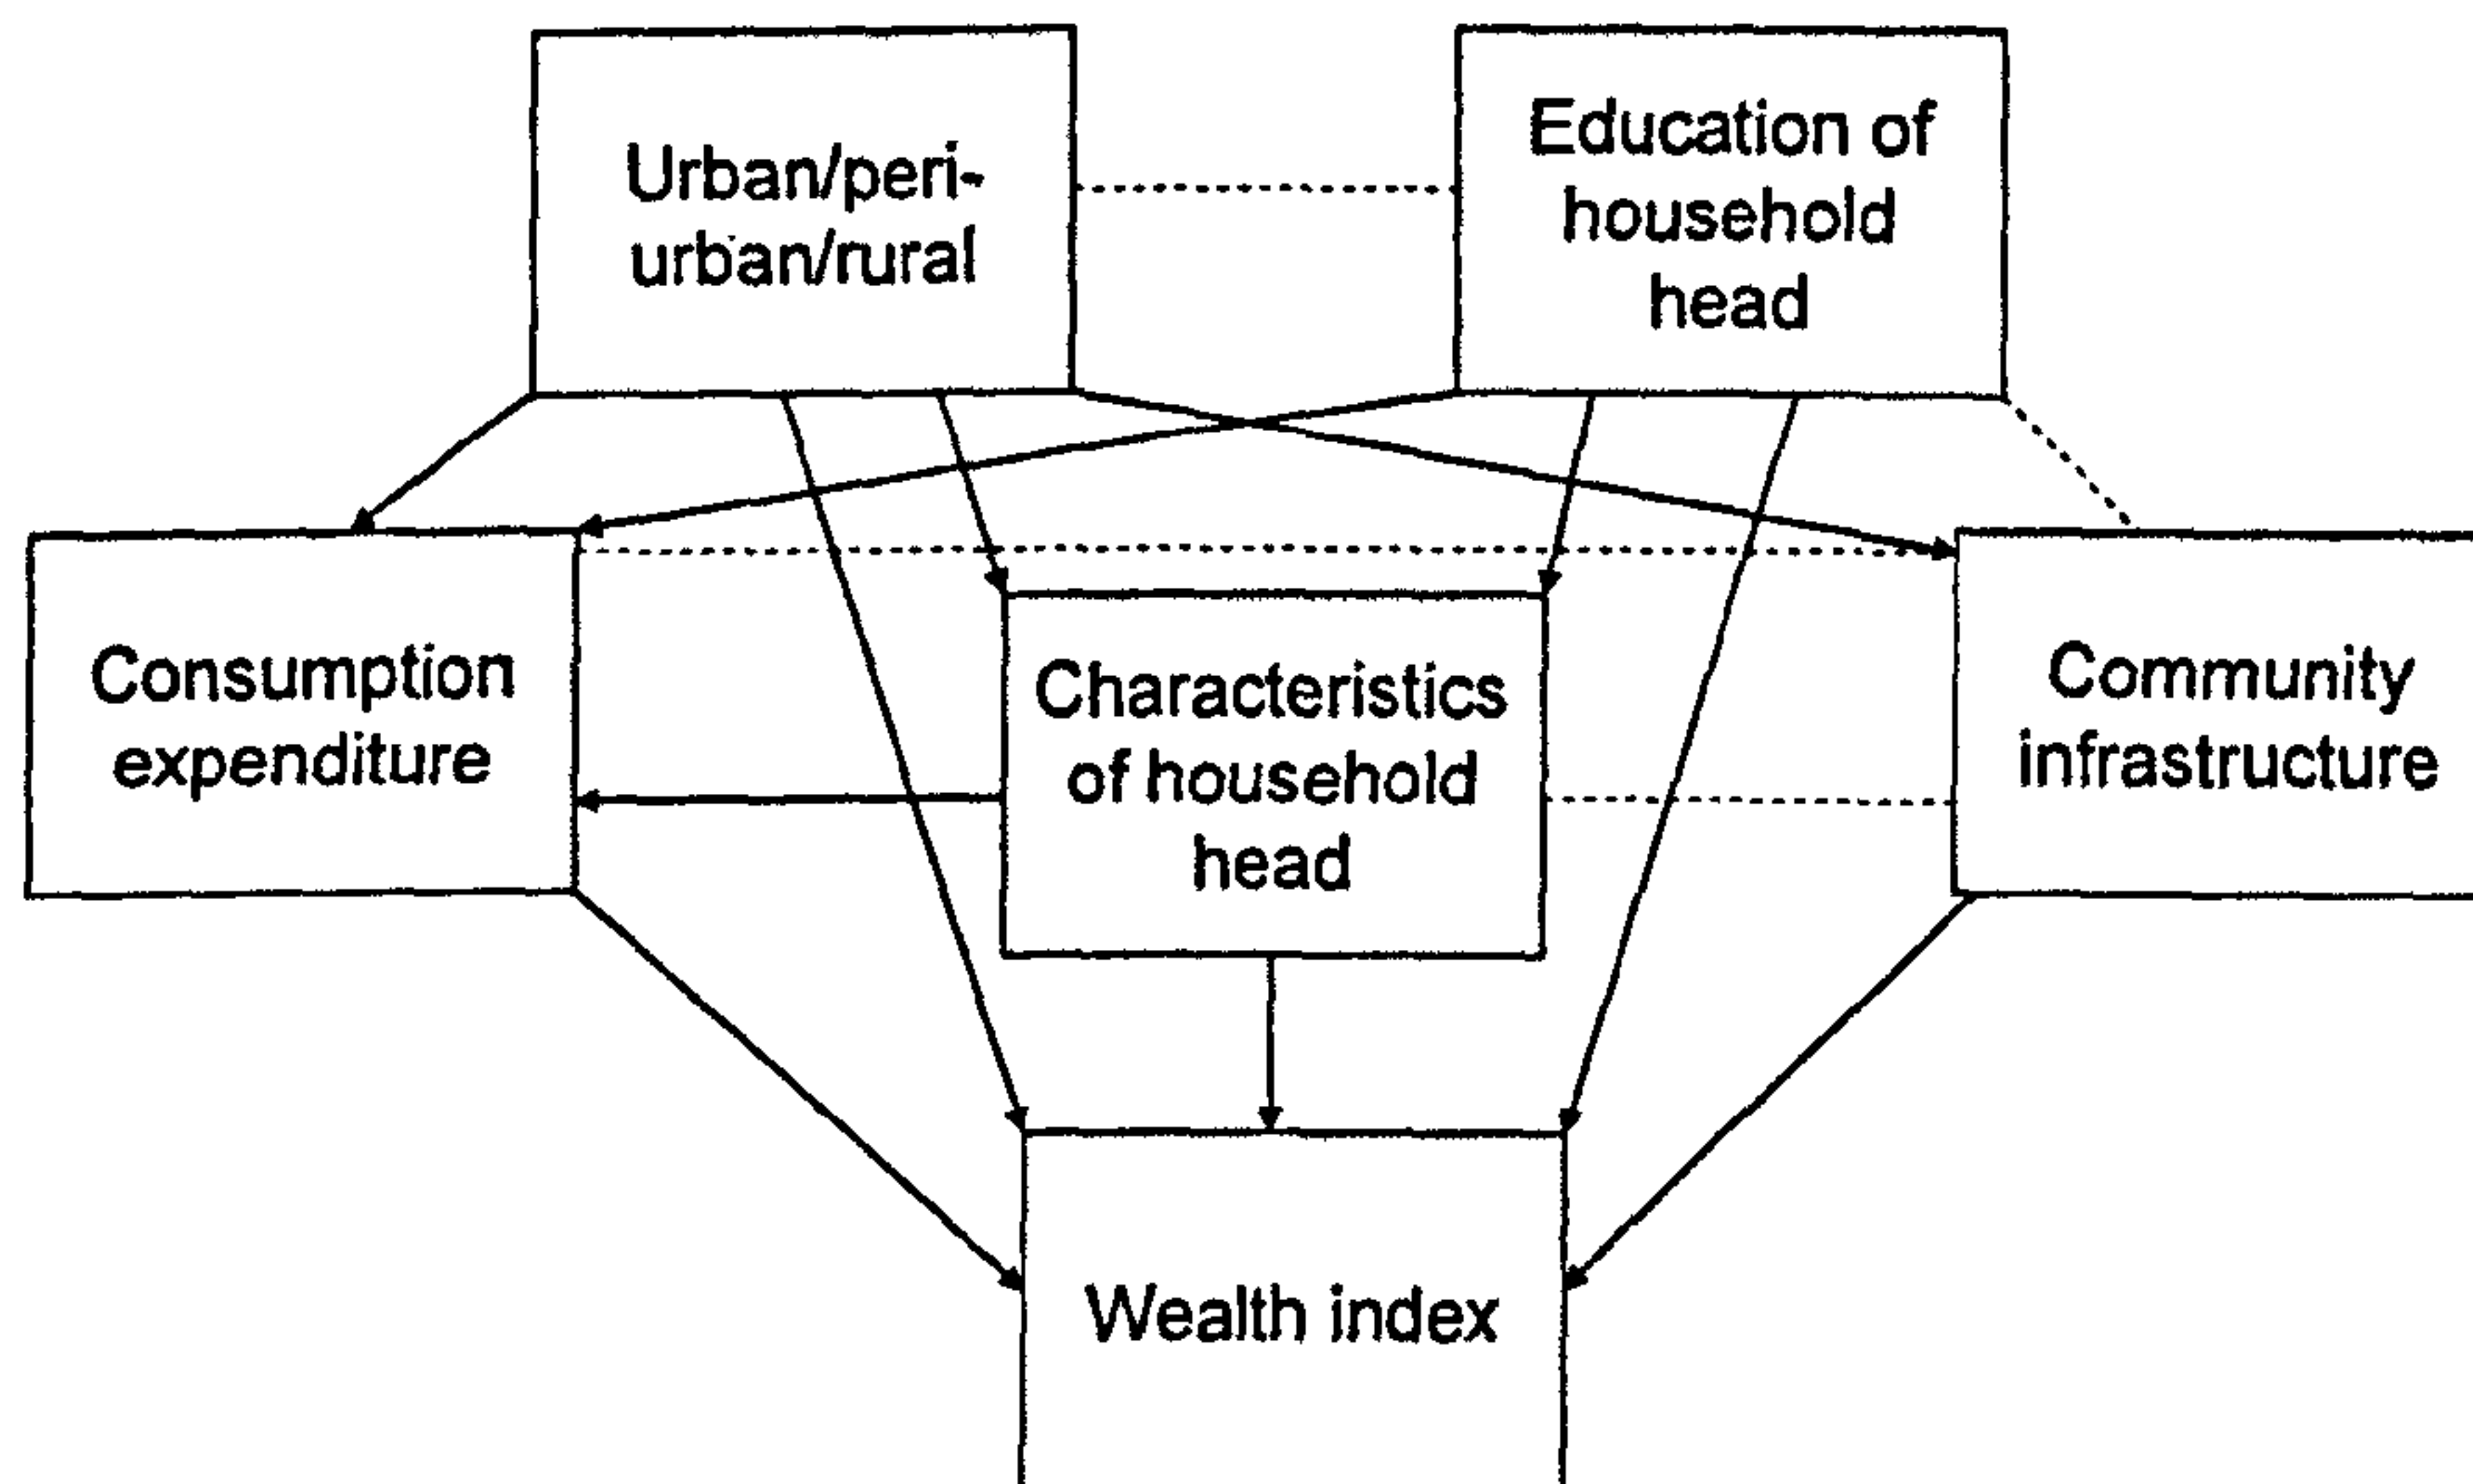 Urban/peri-
urban/rural
Education of
household
head
Consumption
expenditure
Characteristics
of household
head
Community
infrastructure
Wealth index